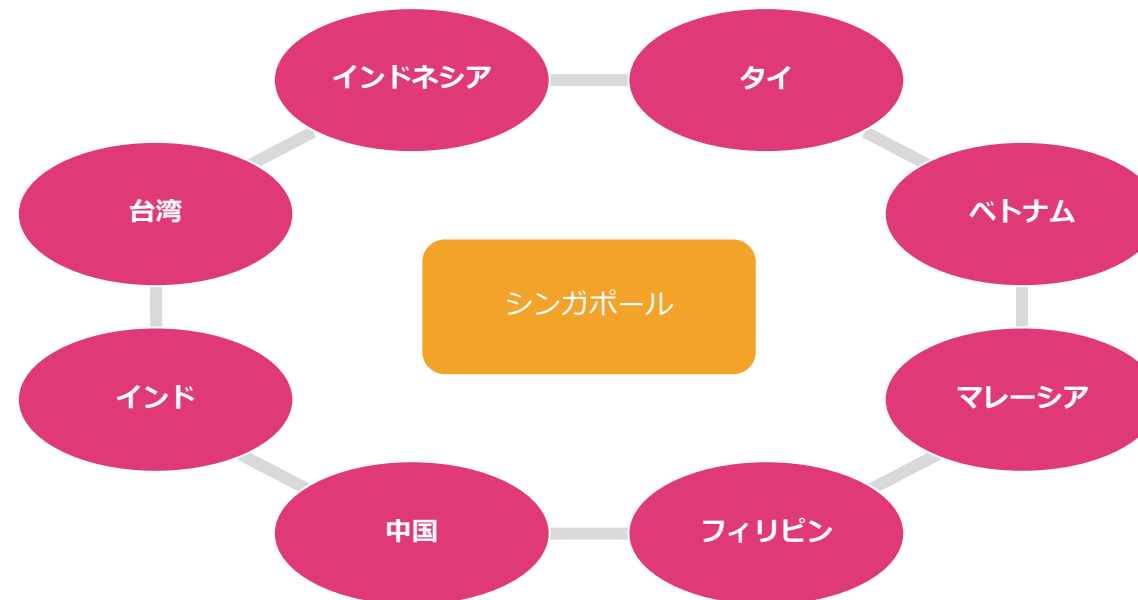 インドネシア
タイ
台湾
ベトナム
シンガポール
インド
マレーシア
中国
フィリピン